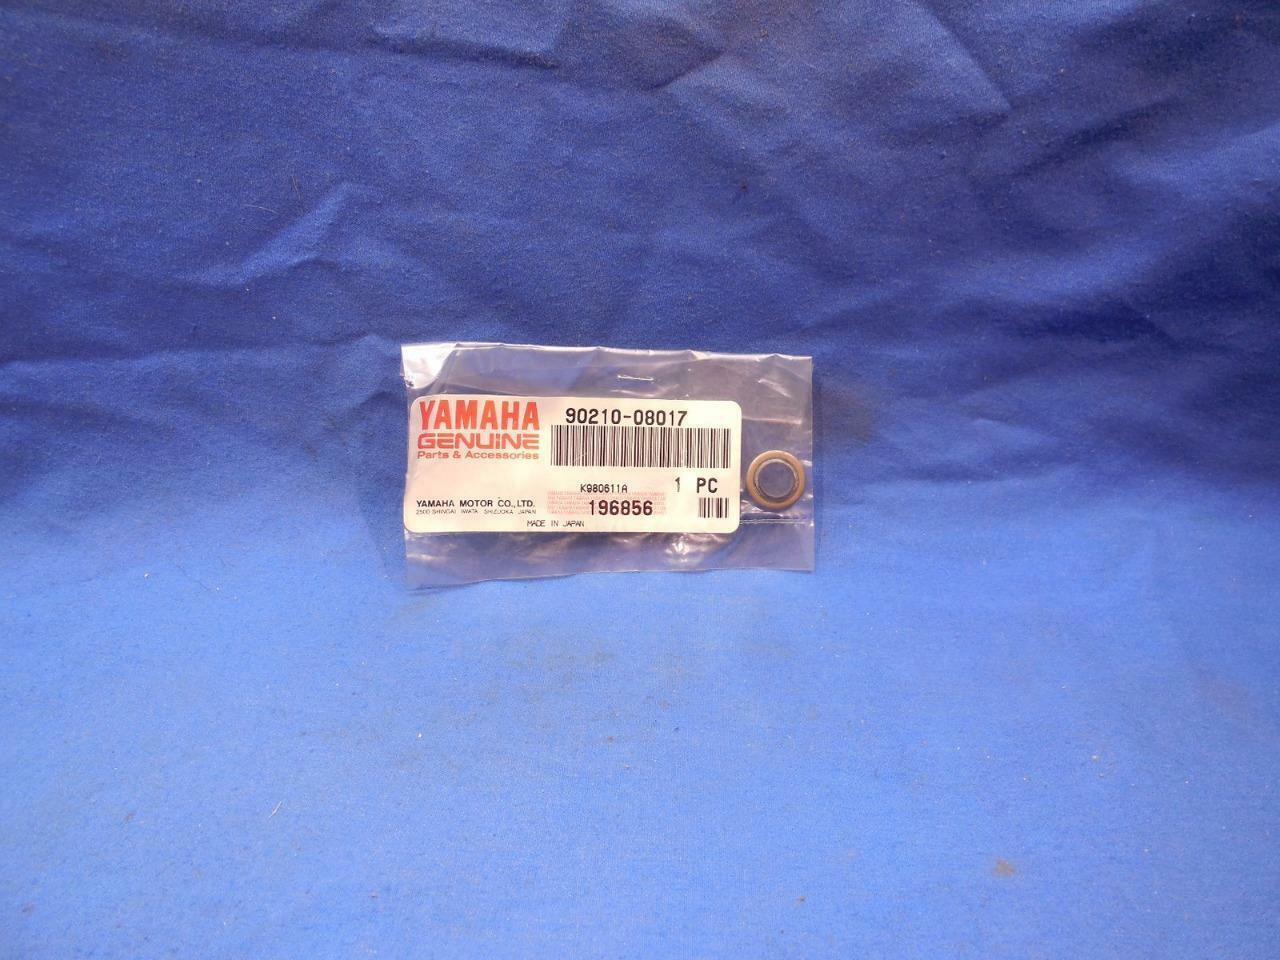 YAMAHA
GENUINE
Parts & Accessories
90210-08017
K980611A
1 PC
YAMAHA MOTOR CO., LTD.
2500 SHINGAI IWATA SHIZUOKA JAPAN
196856
MADE IN JAPAN